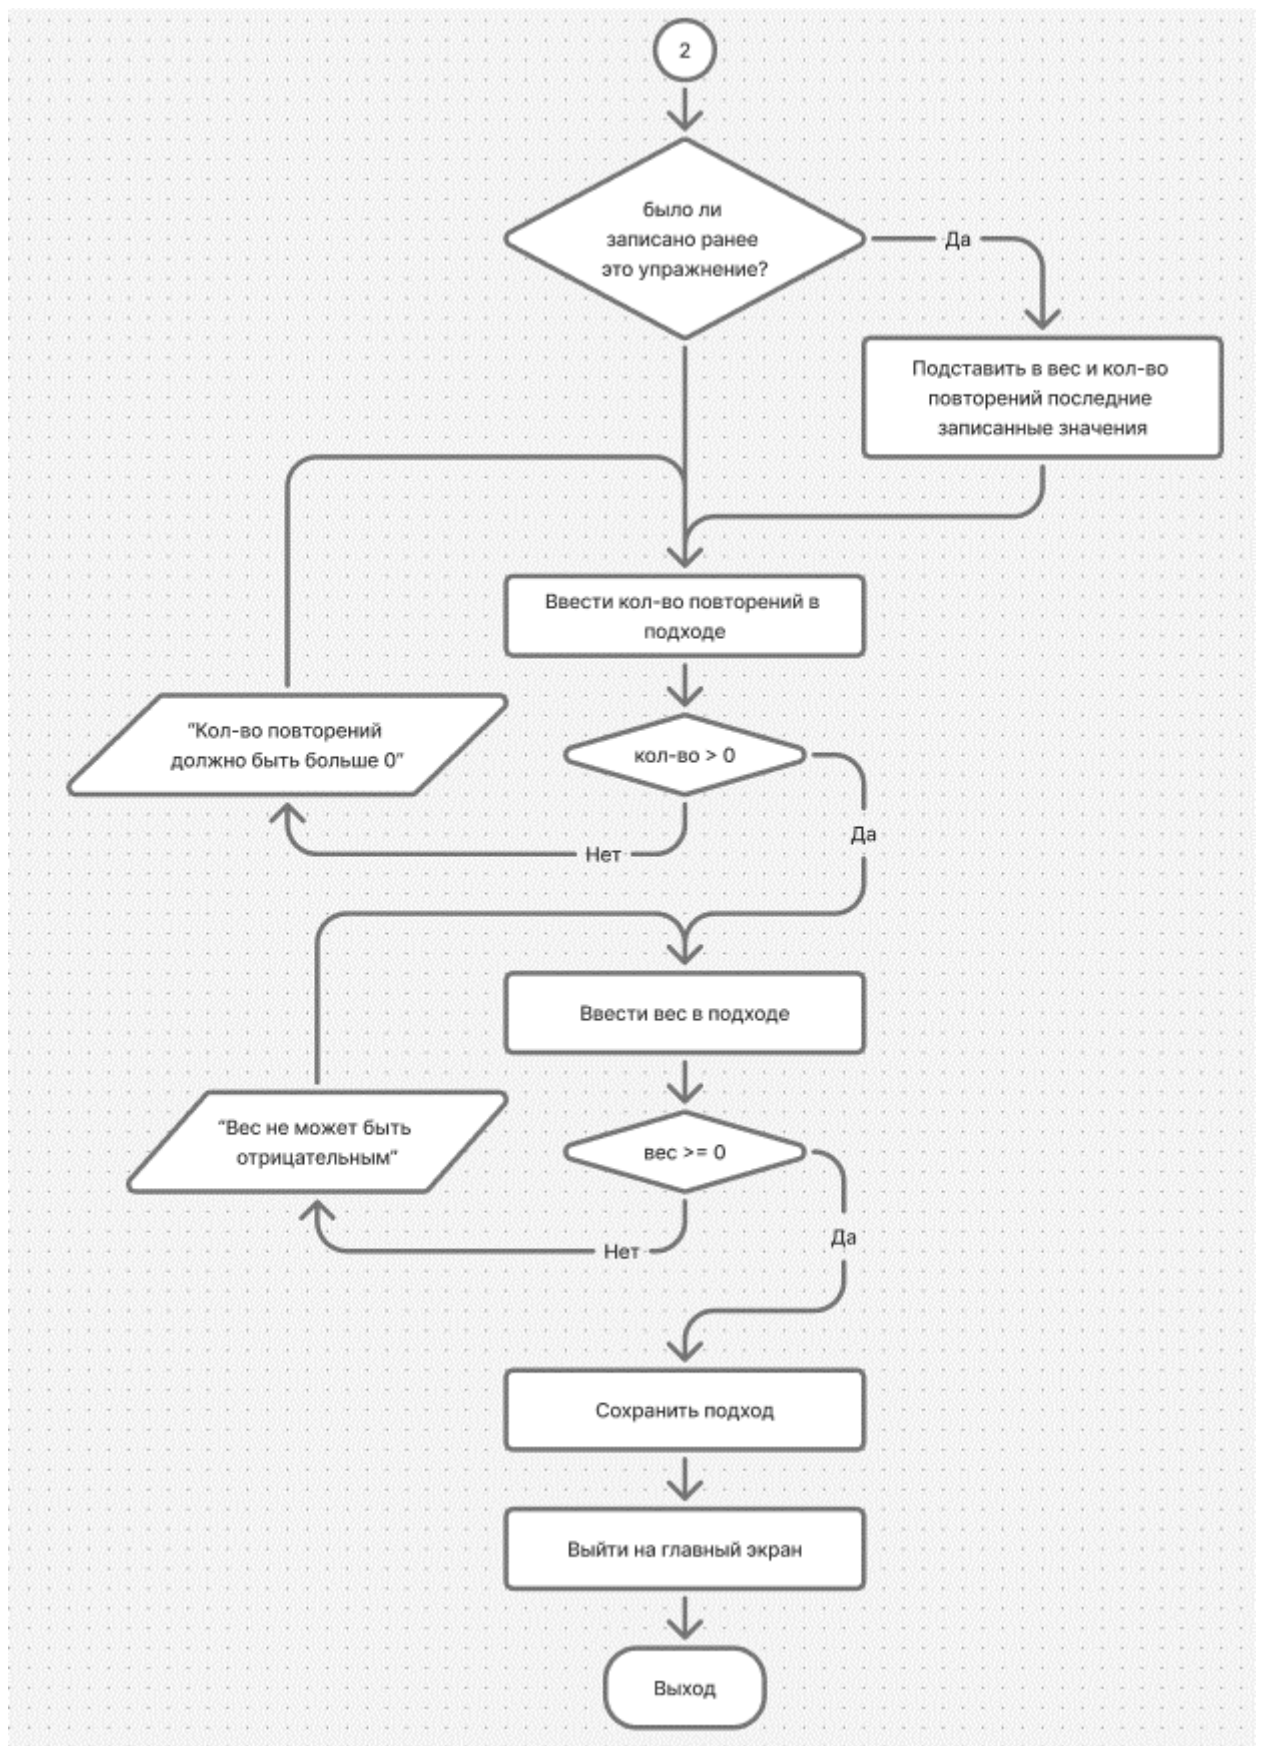 2
было ли
записано ранее
это упражнение?
Да
Подставить в вес и кол-во
повторений последние
записанные значения
Ввести кол-во повторений в
подходе
“Кол-во повторений
должно быть больше 0”
кол-во > 0
Да
Нет
Ввести вес в подходе
“Вес не может быть
отрицательным”
вес >= 0
Да
Нет
Сохранить подход
Выйти на главный экран
Выход